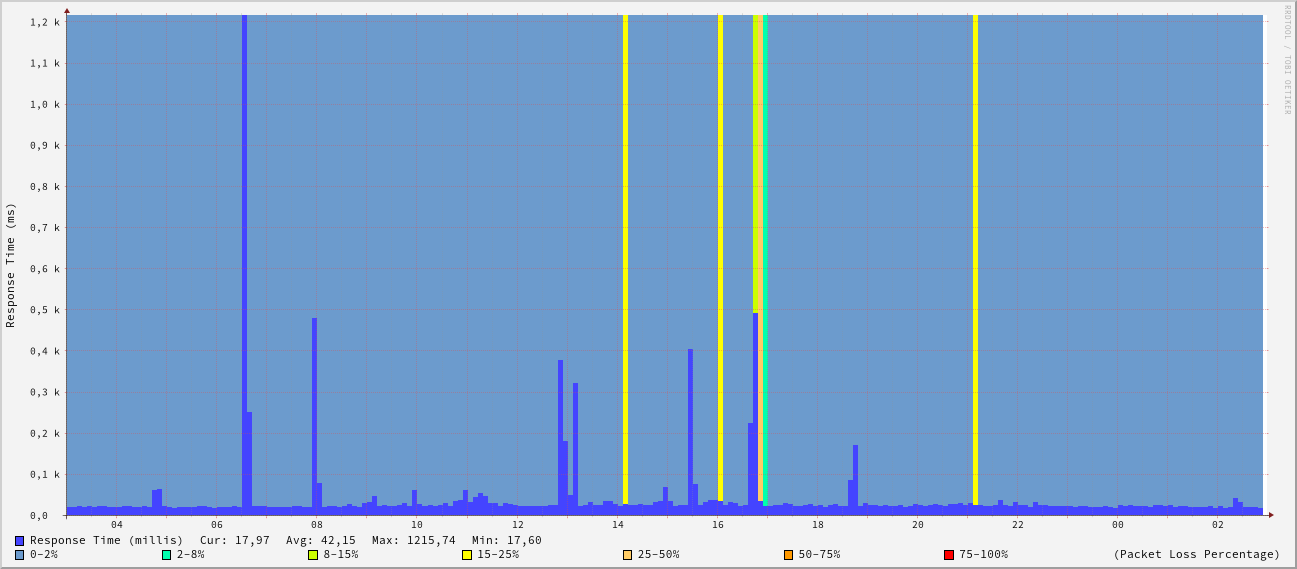 RRDTOOL / TOBI OETIKER
Response Time (ms)
1,2 k
1,1 k
1,0 k
0,9 k
0,8 k
0,7 k
0,6 k
0,5 k
0,4 k
0,3 k
0,2 k
0,1 k
0,0
04 06 08 10 12 14 16 18 20 22 00 02
Response Time (millis) Cur: 17,97 Avg: 42,15 Max: 1215,74 Min: 17,60
0-2% 2-8% 8-15% 15-25% 25-50% 50-75% 75-100% (Packet Loss Percentage)